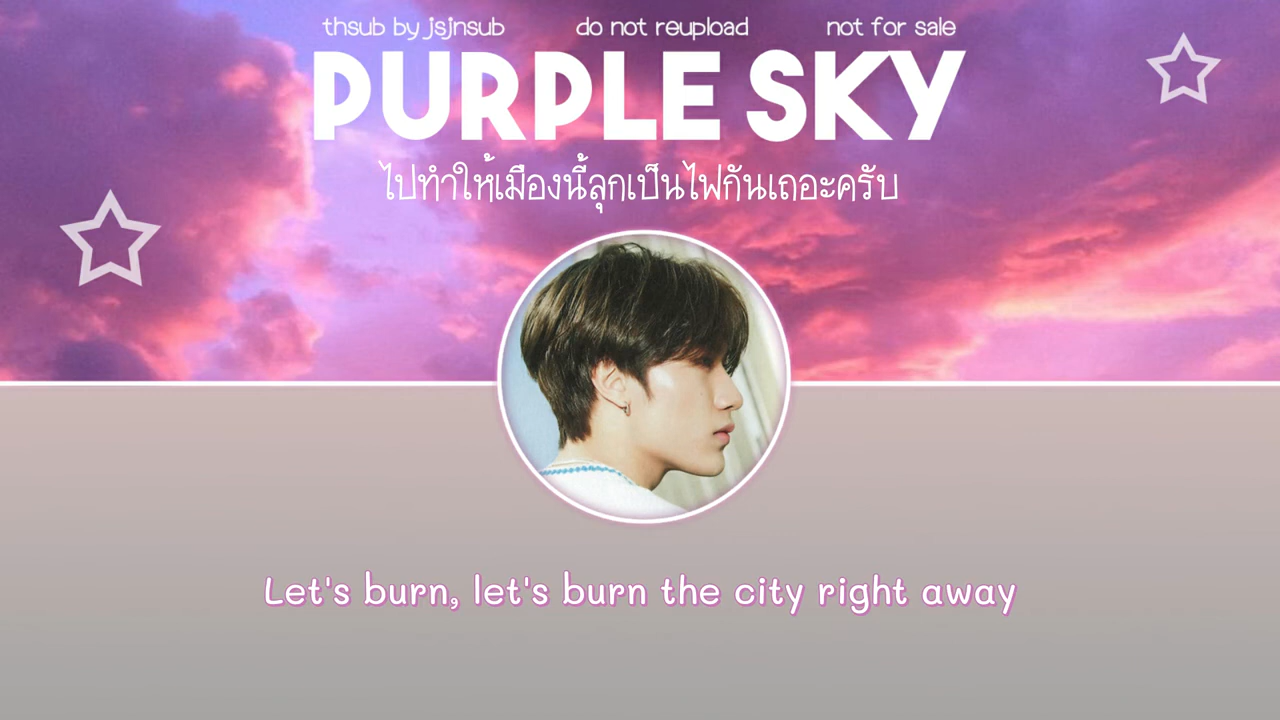 thsub by jsjnsub do not reupload not for sale
PURPLE SKY
ไปทำให้เมืองนี้ลุกเป็นไฟกันเถอะครับ
Let's burn, let's burn the city right away